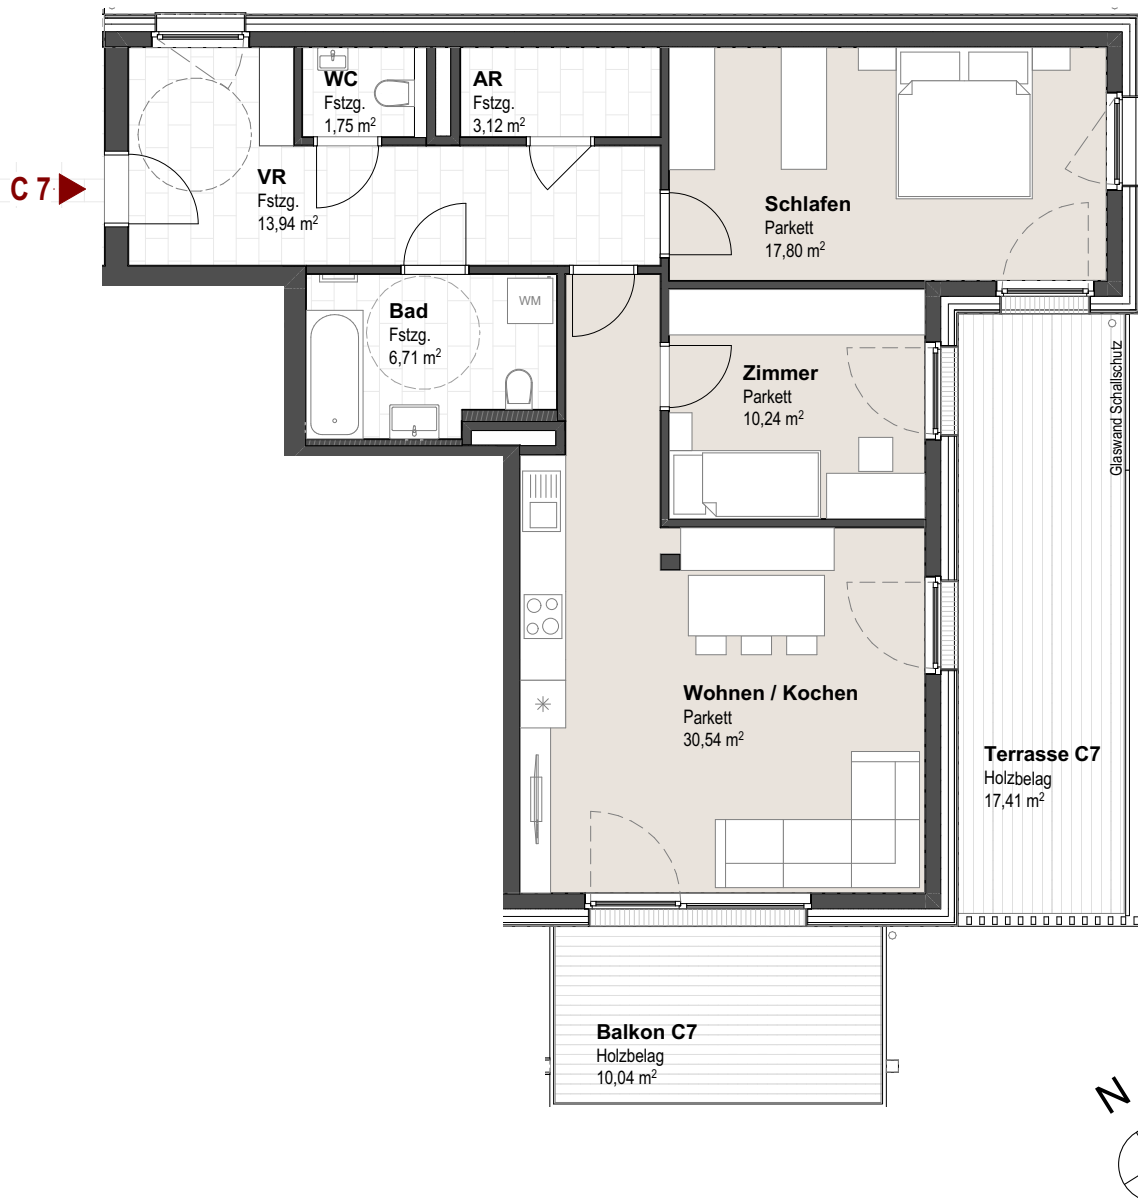 WC
Fstzg.
1,75 m²
AR
Fstzg.
3,12 m²
C 7
VR
Fstzg.
13,94 m²
Schlafen
Parkett
17,80 m²
Bad
Fstzg.
6,71 m²
WM
Zimmer
Parkett
10,24 m²
Glaswand Schallschutz
Wohnen / Kochen
Parkett
30,54 m²
Terrasse C7
Holzbelag
17,41 m²
Balkon C7
Holzbelag
10,04 m²
N